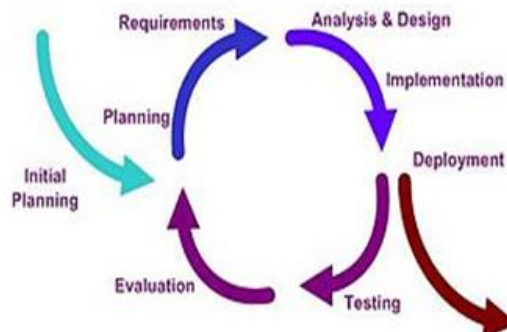 Requirements
Analysis & Design
Implementation
Planning
Deployment
Initial
Planning
Evaluation
Testing